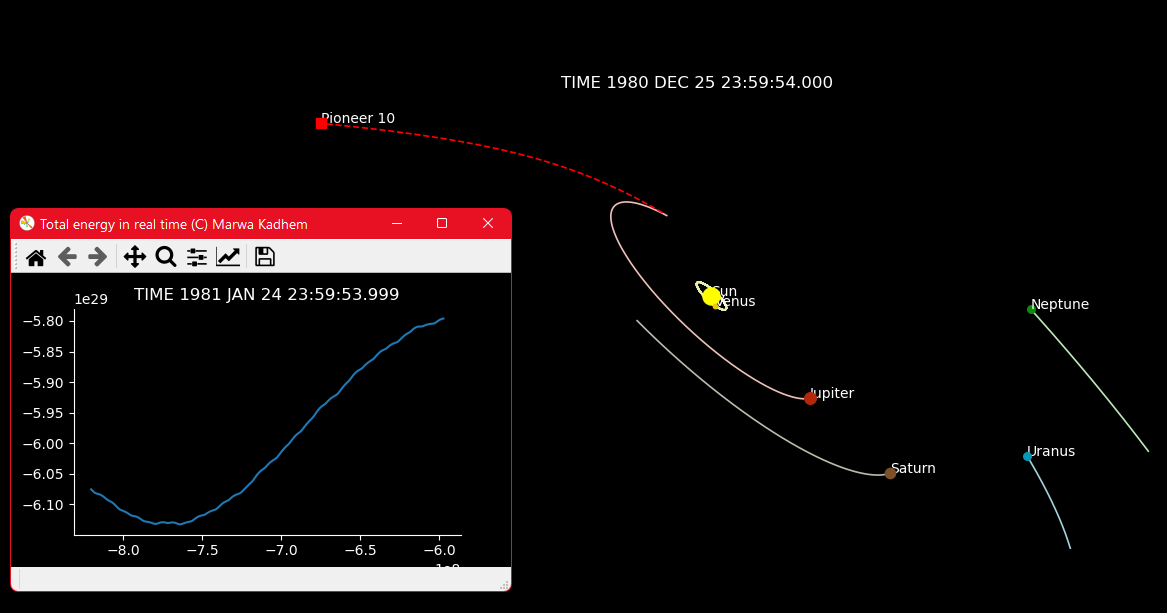 TIME 1980 DEC 25 23:59:54.000
Pioneer 10
Total energy in real time (C) Marwa Kadhem
Sun
Venus
Neptune
Jupiter
Uranus
Saturn
1e29
TIME 1981 JAN 24 23:59:53.999
−5.80
−5.85
−5.90
−5.95
−6.00
−6.05
−6.10
−8.0 −7.5 −7.0 −6.5 −6.0